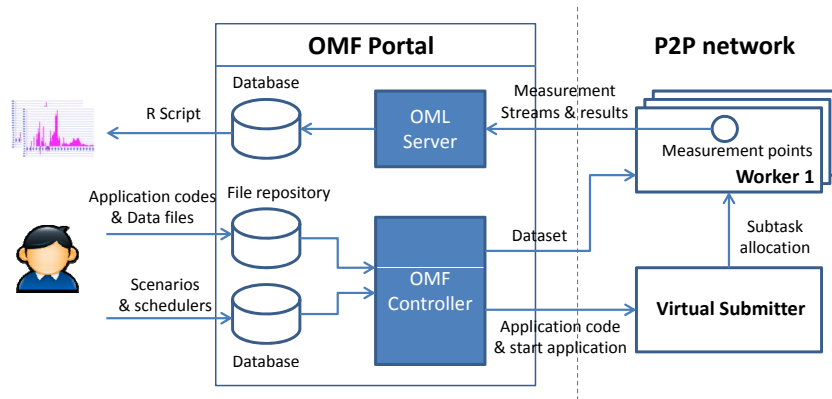 OMF Portal
P2P network
Database
R Script
OML
Server
Measurement
Streams & results
Measurement points
Worker 1
Application codes
& Data files
File repository
Dataset
Subtask
allocation
Scenarios
& schedulers
OMF
Controller
Virtual Submitter
Application code
& start application
Database